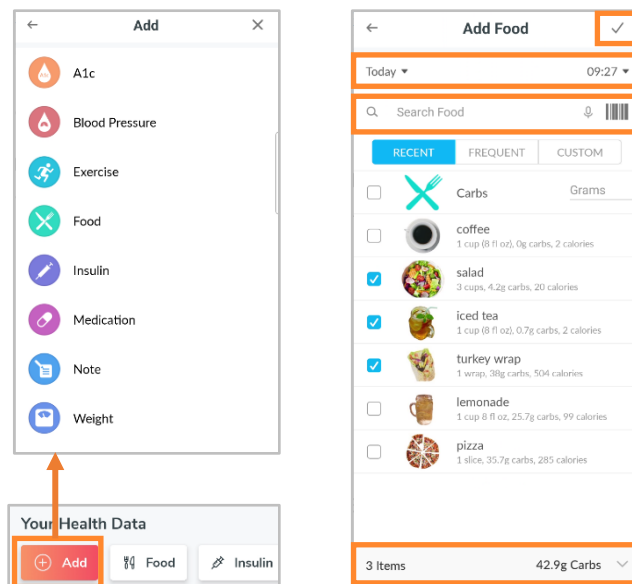 Add
A1c
Blood Pressure
Exercise
Food
Insulin
Medication
Note
Weight
Your Health Data
Add
Food
Insulin
Add Food
Today
09:27
Search Food
RECENT FREQUENT CUSTOM
Carbs Grams
coffee
1 cup (8 fl oz), 0g carbs, 2 calories
salad
3 cups, 4.2g carbs, 20 calories
iced tea
1 cup (8 fl oz), 0.7g carbs, 2 calories
turkey wrap
1 wrap, 38g carbs, 504 calories
lemonade
1 cup 8 fl oz, 25.7g carbs, 99 calories
pizza
1 slice, 35.7g carbs, 285 calories
3 Items 42.9g Carbs